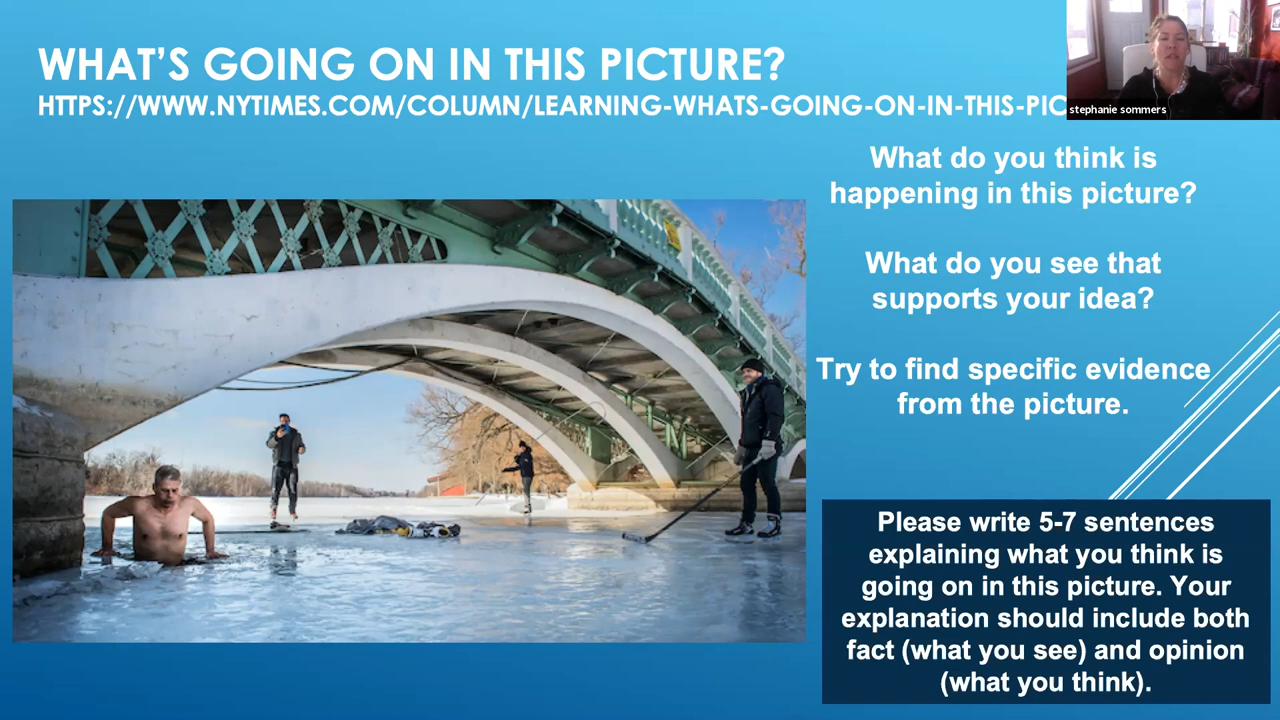 WHAT'S GOING ON IN THIS PICTURE?
HTTPS://WWW.NYTIMES.COM/COLUMN/LEARNING-WHATS-GOING-ON-IN-THIS-PIC
stephanie sommers
What do you think is
happening in this picture?
What do you see that
supports your idea?
Try to find specific evidence
from the picture.
Please write 5-7 sentences
explaining what you think is
going on in this picture. Your
explanation should include both
fact (what you see) and opinion
(what you think).